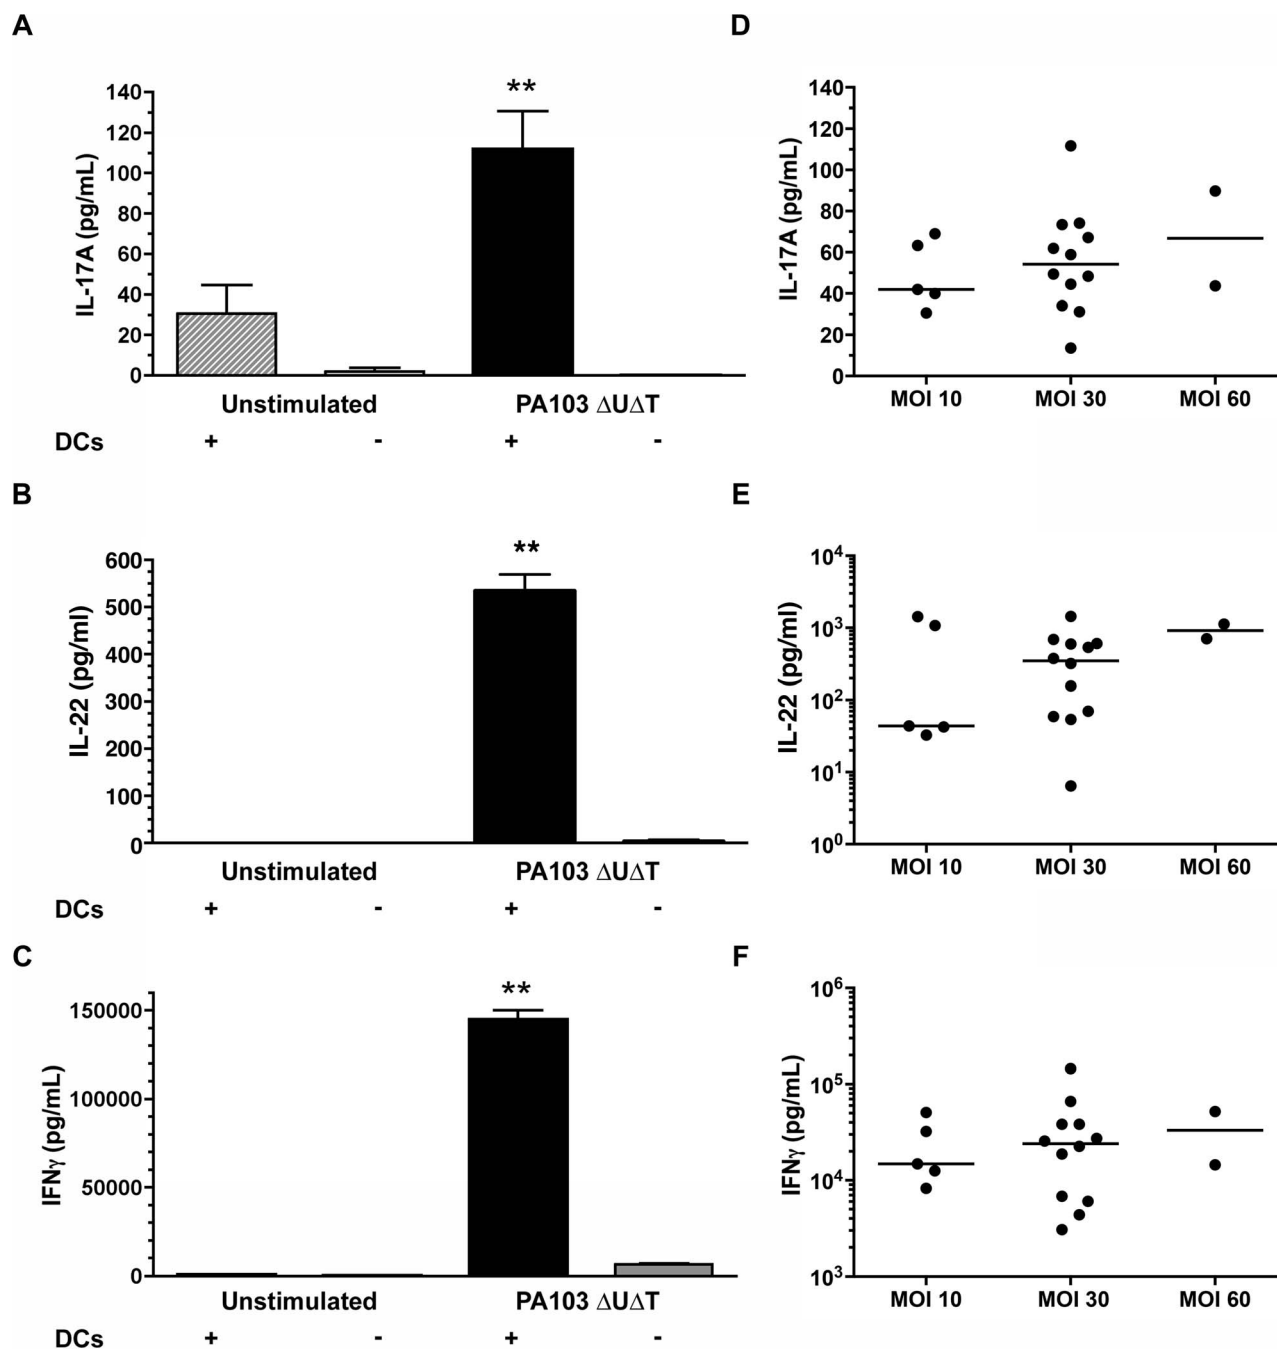 A
IL-17A (pg/mL)
140
120
100
80
60
40
20
0
**
Unstimulated PA103 ΔUΔT
DCs + - + -
D
IL-17A (pg/mL)
140
120
100
80
60
40
20
0
MOI 10 MOI 30 MOI 60
B
IL-22 (pg/ml)
600
500
400
300
200
100
0
**
Unstimulated PA103 ΔUΔT
DCs + - + -
E
IL-22 (pg/ml)
10⁴
10³
10²
10¹
10⁰
MOI 10 MOI 30 MOI 60
C
IFNγ (pg/mL)
150000
100000
50000
0
**
Unstimulated PA103 ΔUΔT
DCs + - + -
F
IFNγ (pg/mL)
10⁶
10⁵
10⁴
10³
MOI 10 MOI 30 MOI 60